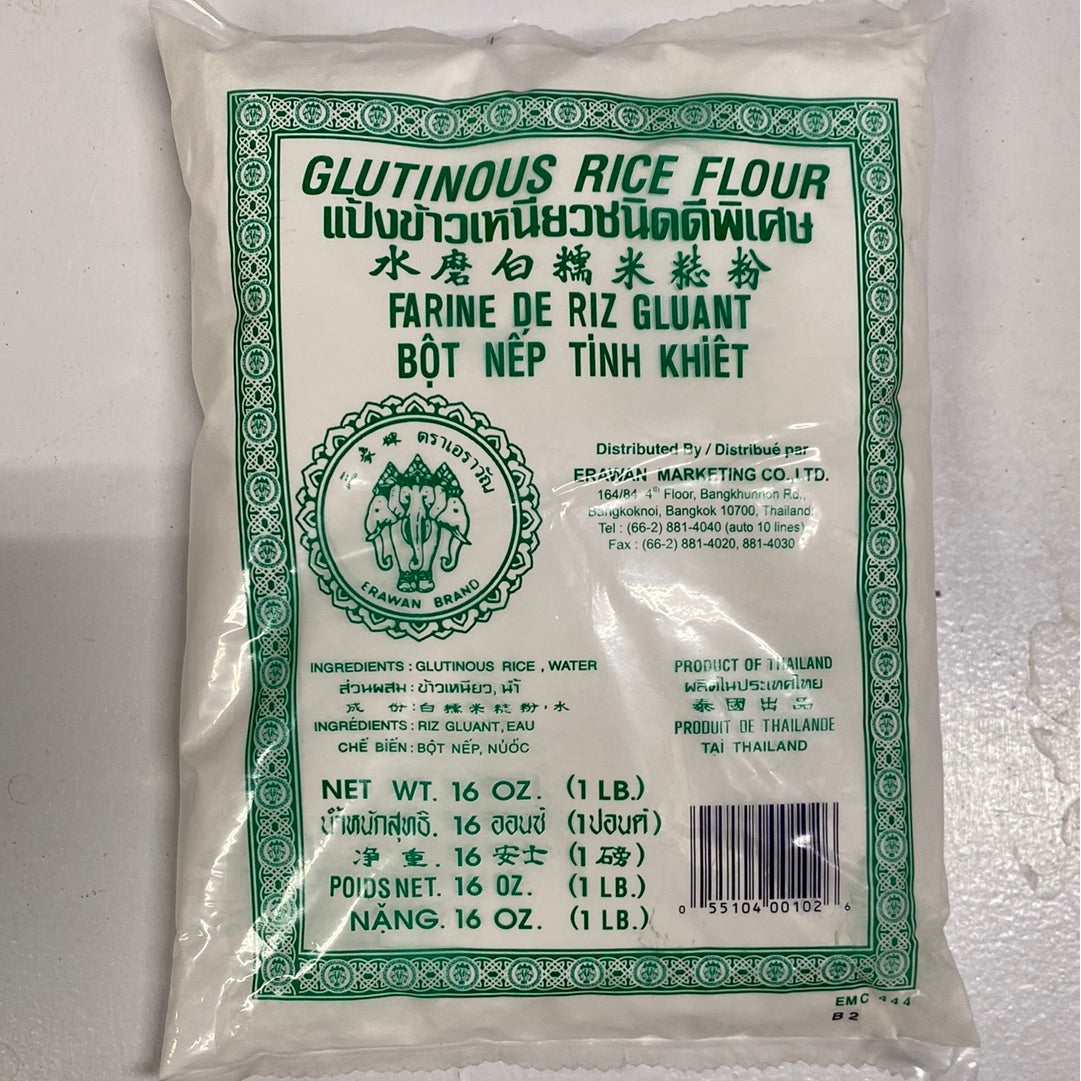 GLUTINOUS RICE FLOUR
แป้งข้าวเหนียวชนิดดีพิเศษ
水磨白糯米粉
FARINE DE RIZ GLUANT
BỘT NẾP TINH KHIÊT
牌 ตราเอราวัณ
ERAWAN BRAND
Distributed By / Distribué par
ERAWAN MARKETING CO.,LTD.
164/84 4th Floor, Bangkhunnon Rd.,
Bangkoknoi, Bangkok 10700, Thailand.
Tel : (66-2) 881-4040 (auto 10 lines)
Fax : (66-2) 881-4020, 881-4030
INGREDIENTS : GLUTINOUS RICE , WATER
ส่วนผสม : ข้าวเหนียว, น้ำ
成 份 : 白糯米粉, 水
INGRÉDIENTS : RIZ GLUANT, EAU
CHẾ BIẾN : BỘT NẾP, NƯỚC
PRODUCT OF THAILAND
ผลิตในประเทศไทย
泰國出品
PRODUIT DE THAILANDE
TẠI THAILAND
NET WT. 16 OZ. (1 LB.)
น้ำหนักสุทธิ. 16 ออนซ์ (1ปอนด์)
净重. 16 安士 (1 磅)
POIDS NET. 16 OZ. (1 LB.)
NẶNG. 16 OZ. (1 LB.)
0 55104 00102 6
EMC 444
B 2